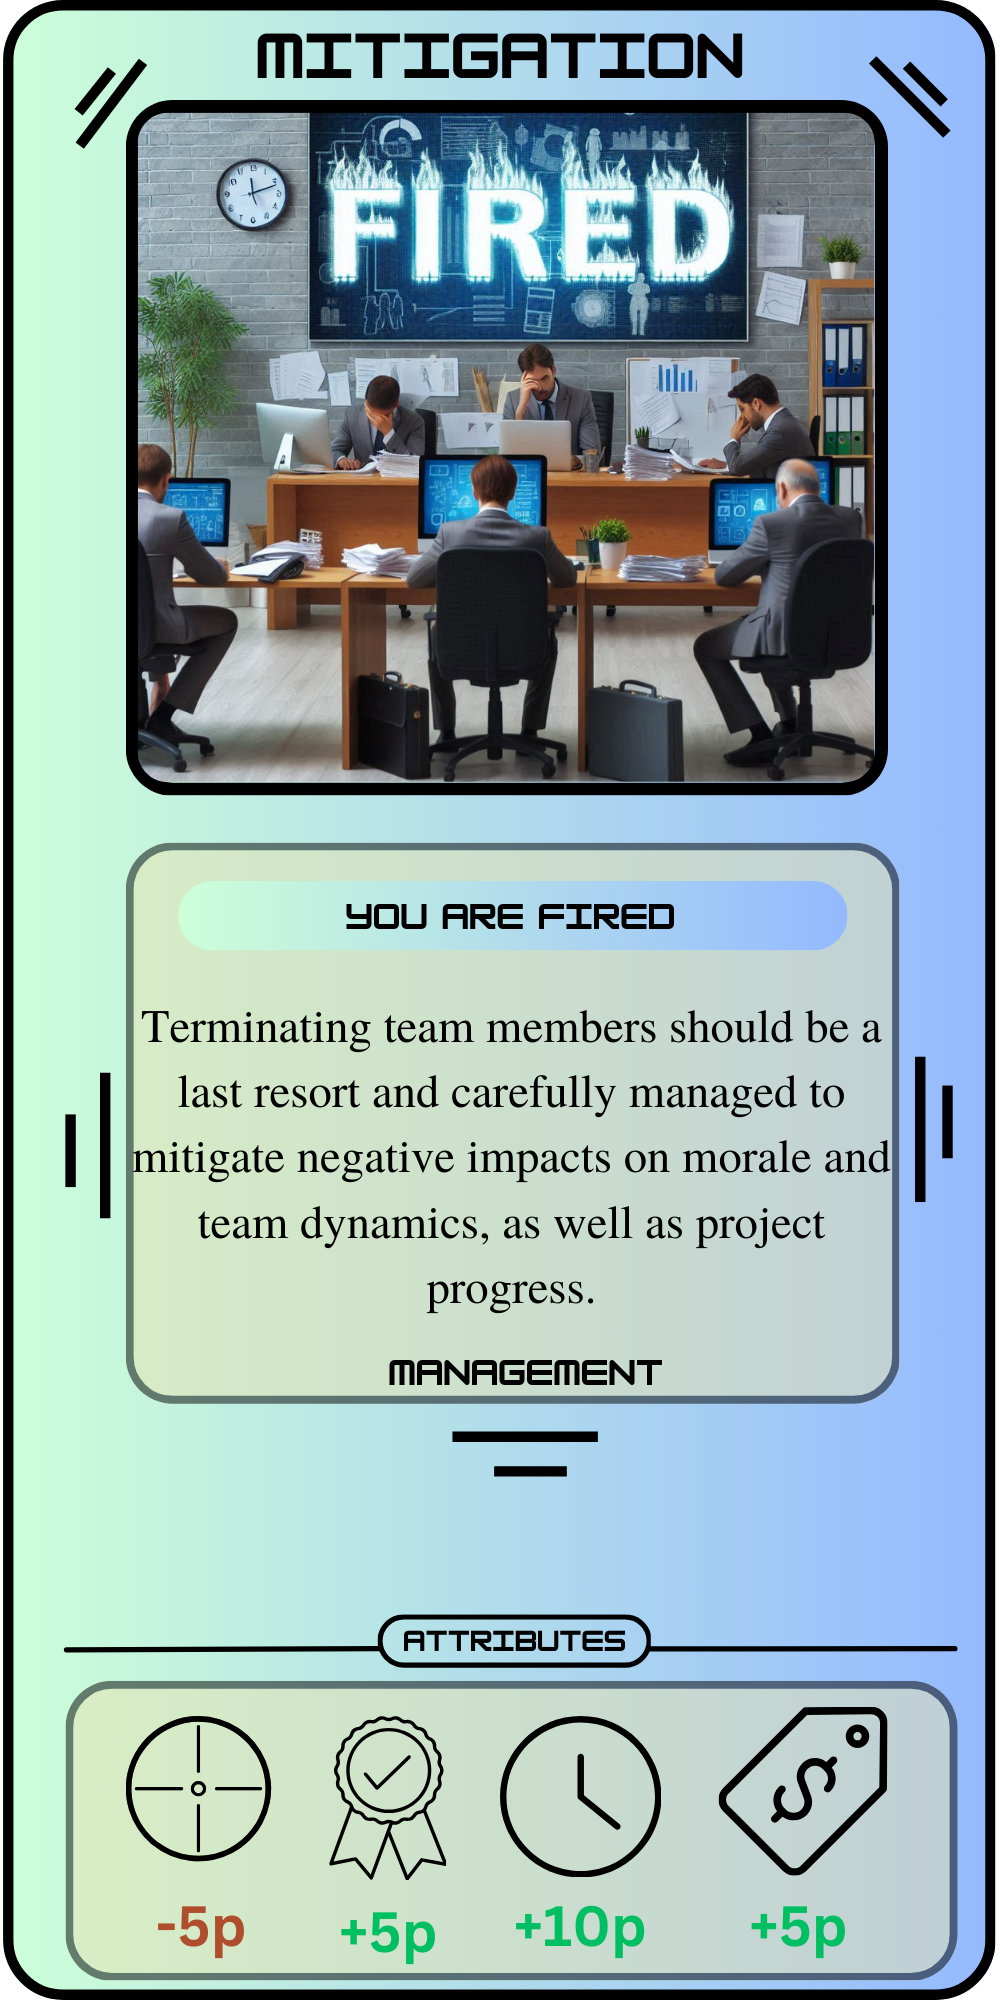 MITIGATION
FIRED
YOU ARE FIRED
Terminating team members should be a
last resort and carefully managed to
mitigate negative impacts on morale and
team dynamics, as well as project
progress.
MANAGEMENT
ATTRIBUTES
-5p +5p +10p +5p